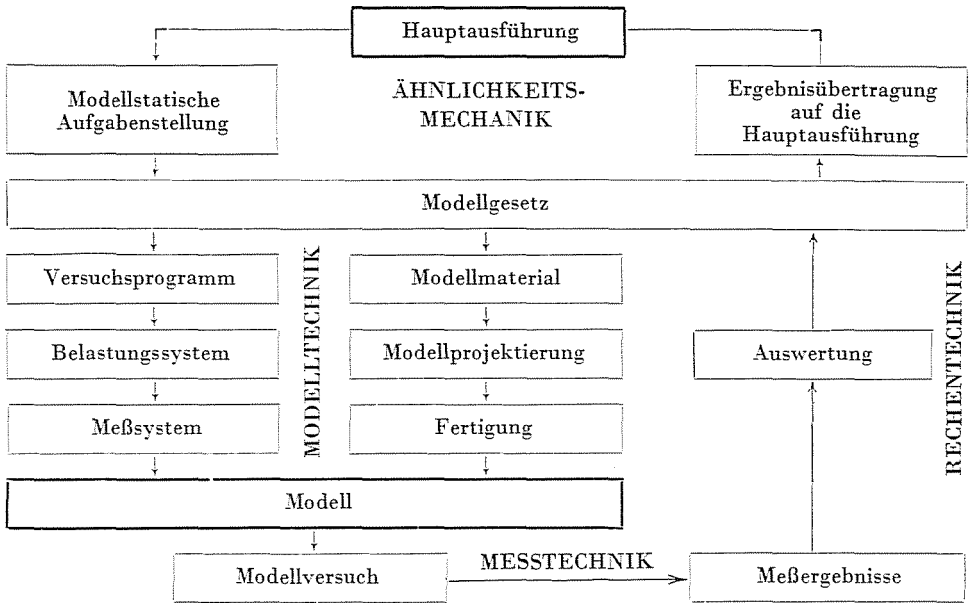 Hauptausführung
Modellstatische
Aufgabenstellung
ÄHNLICHKEITS-
MECHANIK
Ergebnisübertragung
auf die
Hauptausführung
Modellgesetz
Versuchsprogramm
MODELLTECHNIK
Modellmaterial
RECHENTECHNIK
Belastungssystem
Modellprojektierung
Auswertung
Meßsystem
Fertigung
Modell
Modellversuch
MESSTECHNIK
Meßergebnisse